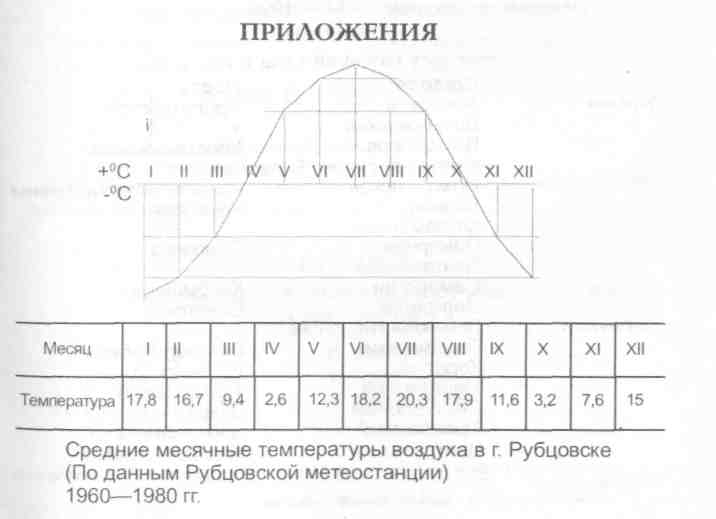 ПРИЛОЖЕНИЯ
+⁰C I II III IV V VI VII VIII IX X XI XII
-⁰C
Месяц I II III IV V VI VII VIII IX X XI XII
Температура 17,8 16,7 9,4 2,6 12,3 18,2 20,3 17,9 11,6 3,2 7,6 15
Средние месячные температуры воздуха в г. Рубцовске
(По данным Рубцовской метеостанции)
1960—1980 гг.